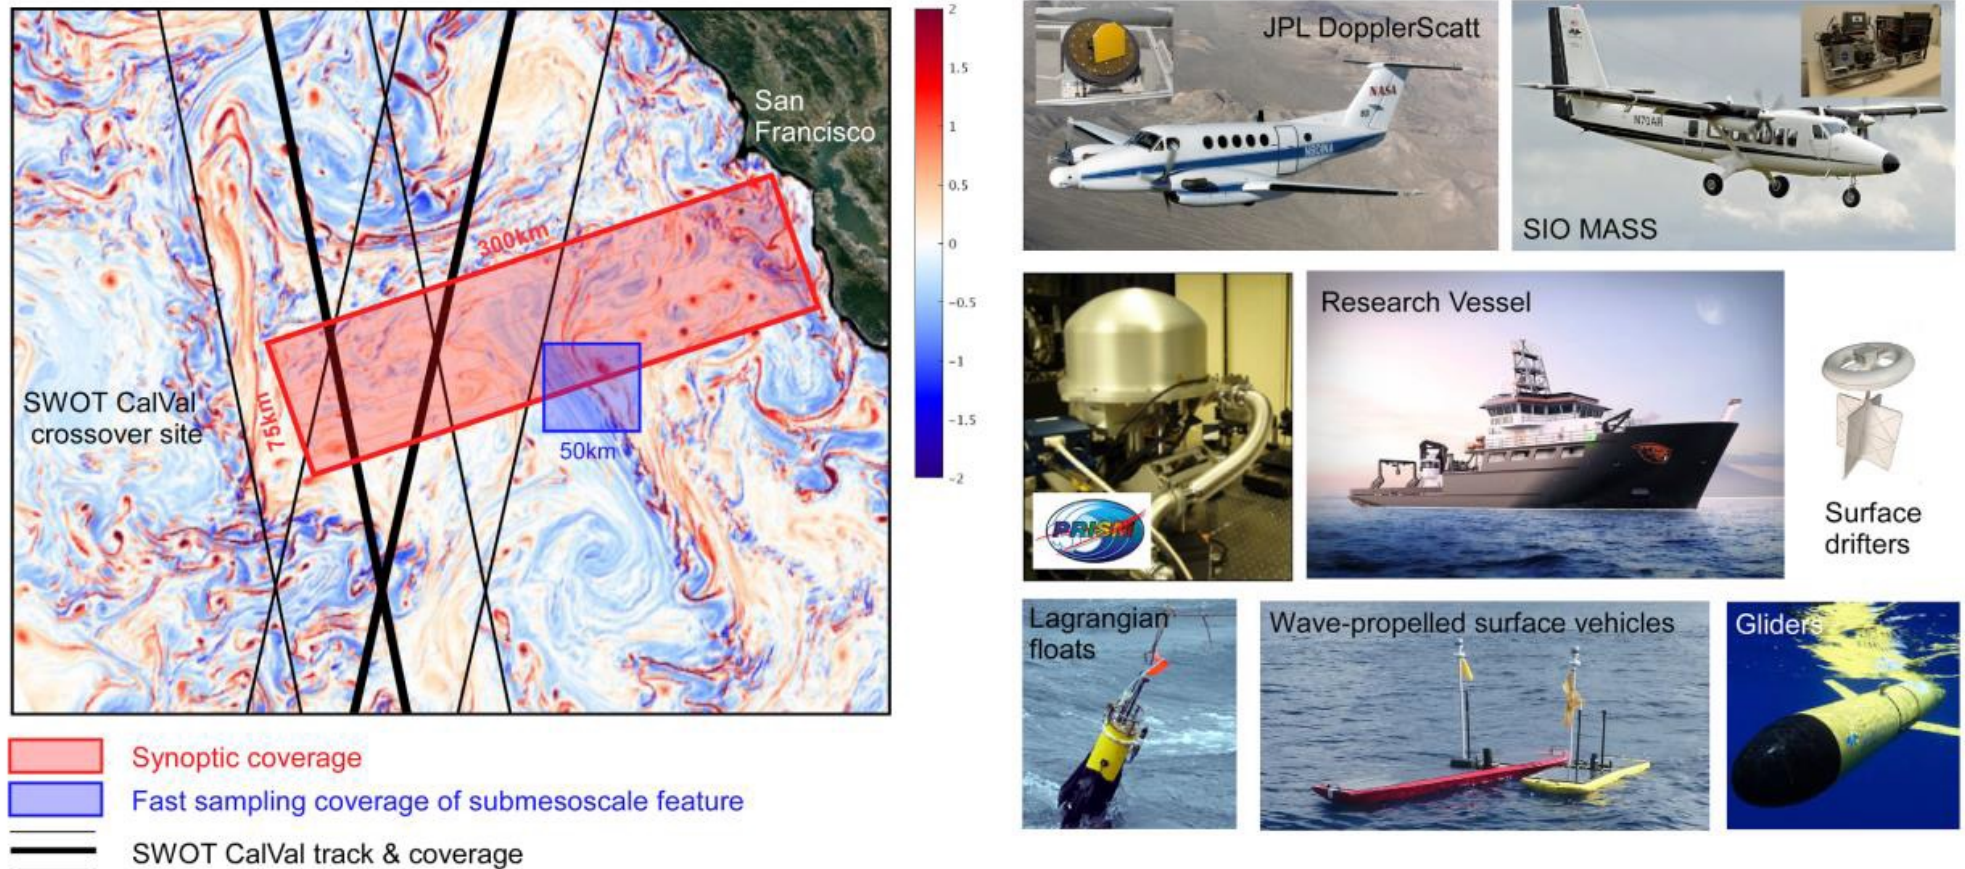 San
Francisco
300km
75km
SWOT CalVal
crossover site
50km
2
1.5
1
0.5
0
−0.5
−1
−1.5
−2
Synoptic coverage
Fast sampling coverage of submesoscale feature
SWOT CalVal track & coverage
JPL DopplerScatt
NASA
SIO MASS
N70AR
PRISM
Research Vessel
Surface
drifters
Lagrangian
floats
Wave-propelled surface vehicles
Gliders